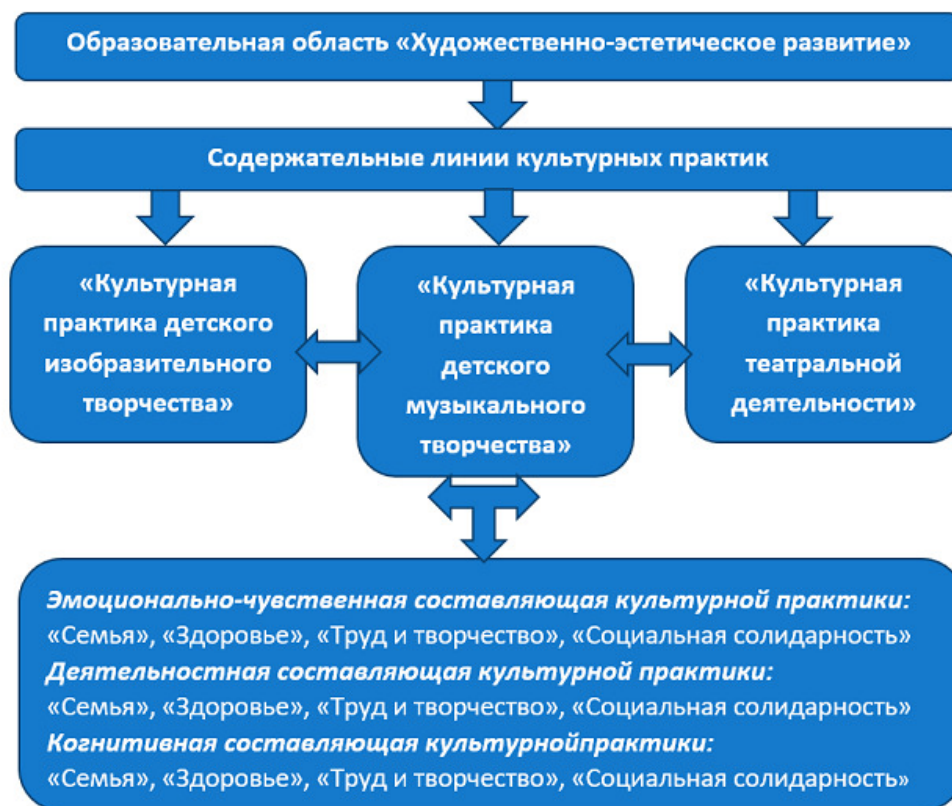 Образовательная область «Художественно-эстетическое развитие»
Содержательные линии культурных практик
«Культурная
практика детского
изобразительного
творчества»
«Культурная
практика
детского
музыкального
творчества»
«Культурная
практика
театральной
деятельности»
Эмоционально-чувственная составляющая культурной практики:
«Семья», «Здоровье», «Труд и творчество», «Социальная солидарность»
Деятельностная составляющая культурной практики:
«Семья», «Здоровье», «Труд и творчество», «Социальная солидарность»
Когнитивная составляющая культурнойпрактики:
«Семья», «Здоровье», «Труд и творчество», «Социальная солидарность»